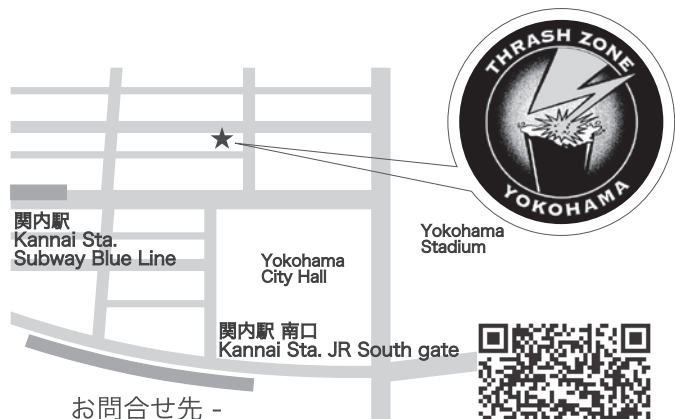 THRASH ZONE
YOKOHAMA
関内駅
Kannai Sta.
Subway Blue Line
Yokohama
Stadium
Yokohama
City Hall
関内駅 南口
Kannai Sta. JR South gate
お問合せ先 -